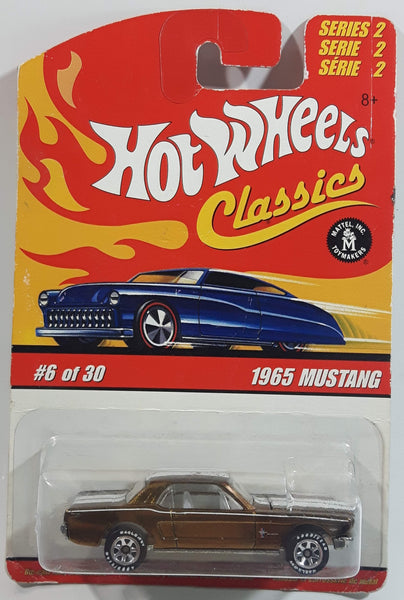 SERIES 2
SERIE 2
SÉRIE 2
8+
Hot Wheels
Classics
MATTEL, INC.
M
TOYMAKERS
#6 of 30
1965 MUSTANG